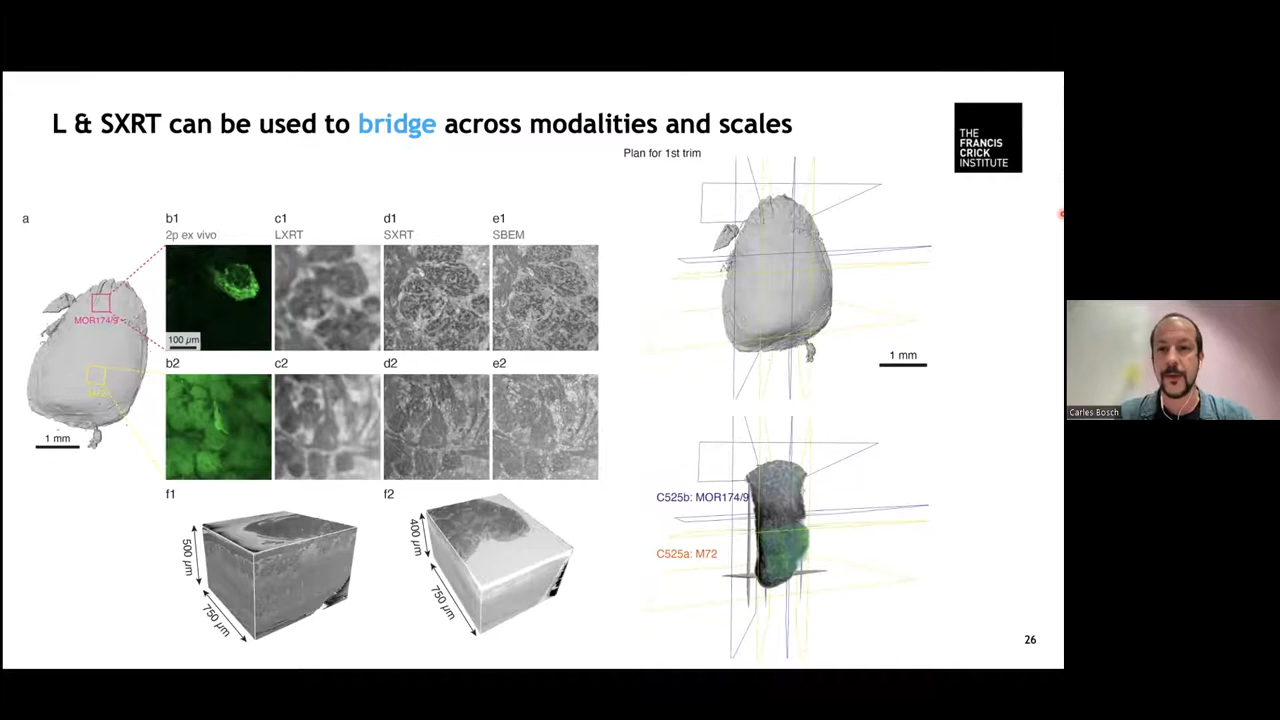 L & SXRT can be used to bridge across modalities and scales
THE
FRANCIS
CRICK
INSTITUTE
Plan for 1st trim
a
b1
c1
d1
e1
2p ex vivo
LXRT
SXRT
SBEM
MOR174/9
100 µm
b2
c2
d2
e2
1 mm
1 mm
f1
f2
500 µm
750 µm
400 µm
750 µm
C525b: MOR174/9
C525a: M72
26
Carles Bosch